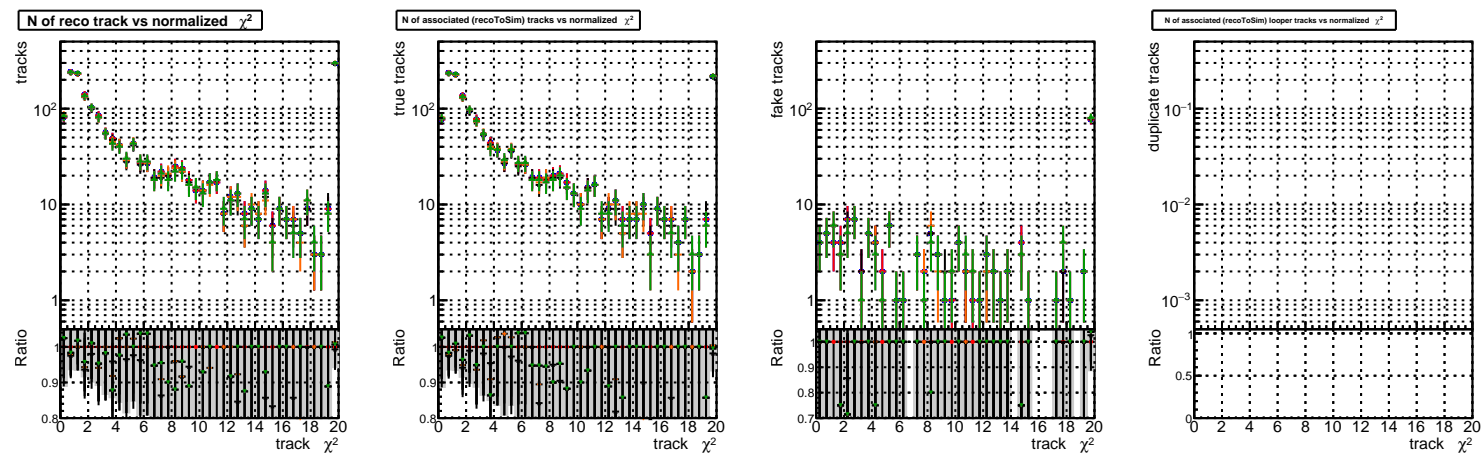 N of reco track vs normalized χ²
tracks
10²
10
1
Ratio
1
0.9
0.8
0 2 4 6 8 10 12 14 16 18 20
track χ²
N of associated (recoToSim) tracks vs normalized χ²
true tracks
10²
10
1
Ratio
1
0.9
0.8
0 2 4 6 8 10 12 14 16 18 20
track χ²
fake tracks
10²
10
1
Ratio
1
0.9
0.8
0.7
0 2 4 6 8 10 12 14 16 18 20
track χ²
N of associated (recoToSim) looper tracks vs normalized χ²
duplicate tracks
10⁻¹
10⁻²
10⁻³
Ratio
1
0.5
0
0 2 4 6 8 10 12 14 16 18 20
track χ²